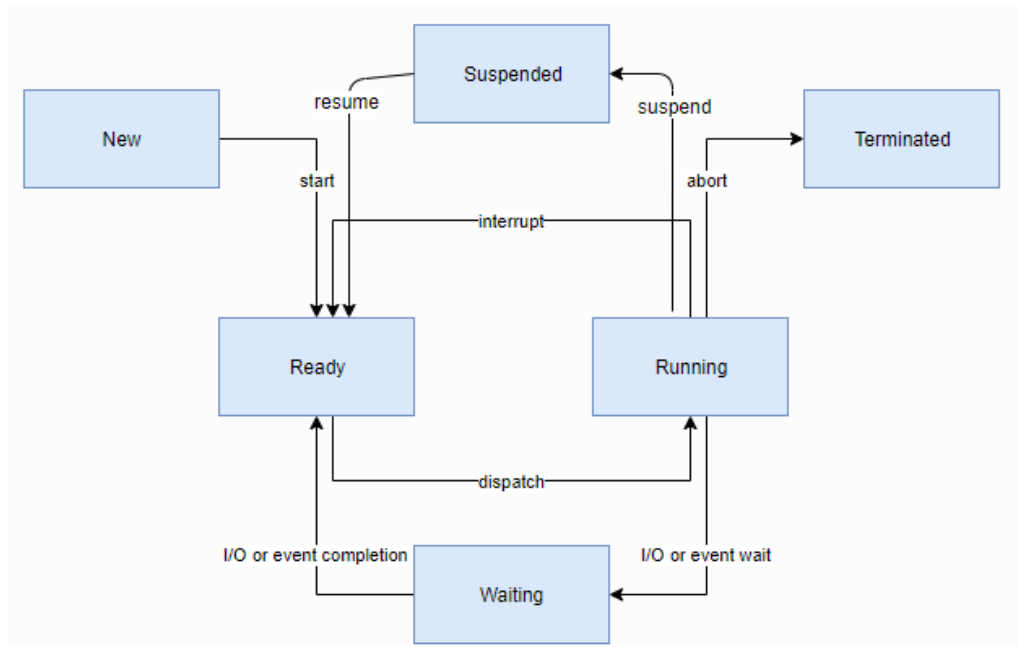 Suspended
resume
suspend
New
Terminated
start
abort
interrupt
Ready
Running
dispatch
I/O or event completion
I/O or event wait
Waiting